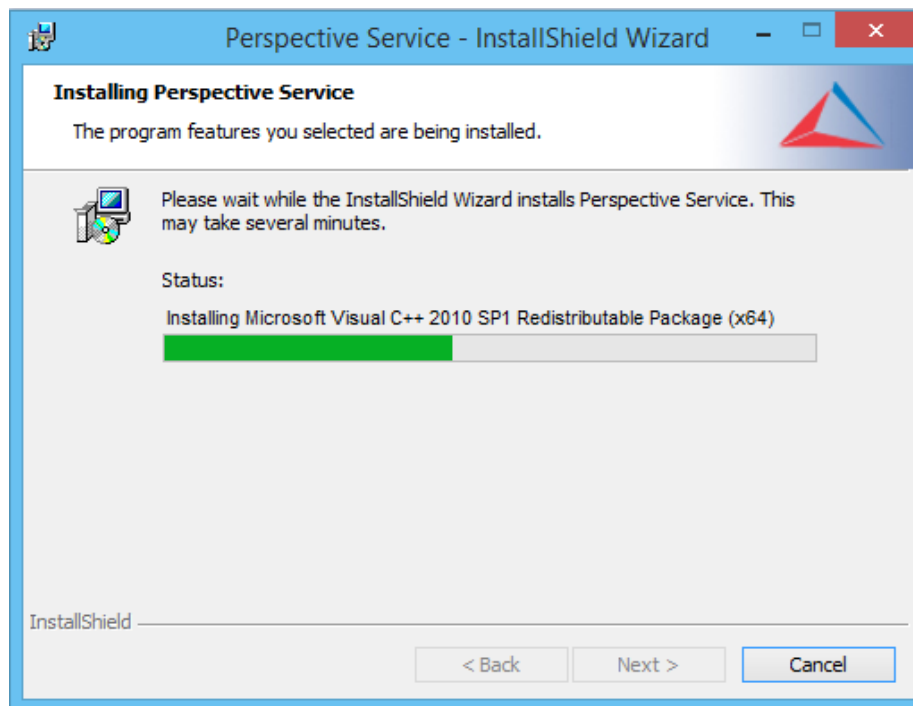 Perspective Service - InstallShield Wizard
Installing Perspective Service
The program features you selected are being installed.
Please wait while the InstallShield Wizard installs Perspective Service. This
may take several minutes.
Status:
Installing Microsoft Visual C++ 2010 SP1 Redistributable Package (x64)
InstallShield
< Back
Next >
Cancel